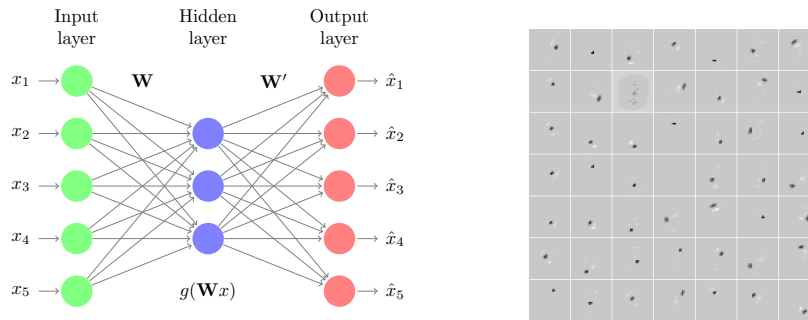 Input layer
Hidden layer
Output layer
W
W′
x₁
x̂₁
x₂
x̂₂
x₃
x̂₃
x₄
x̂₄
x₅
x̂₅
g(Wx)